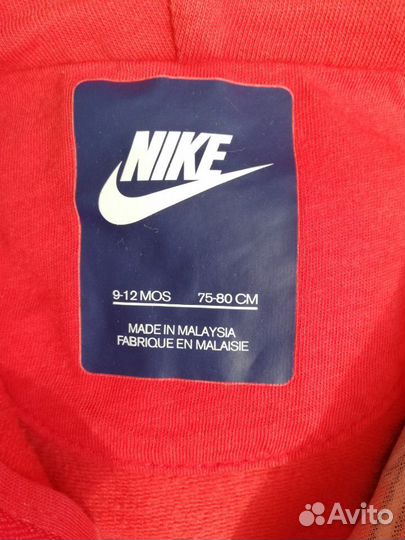 NIKE
9-12 MOS 75-80 CM
MADE IN MALAYSIA
FABRIQUE EN MALAISIE
Avito